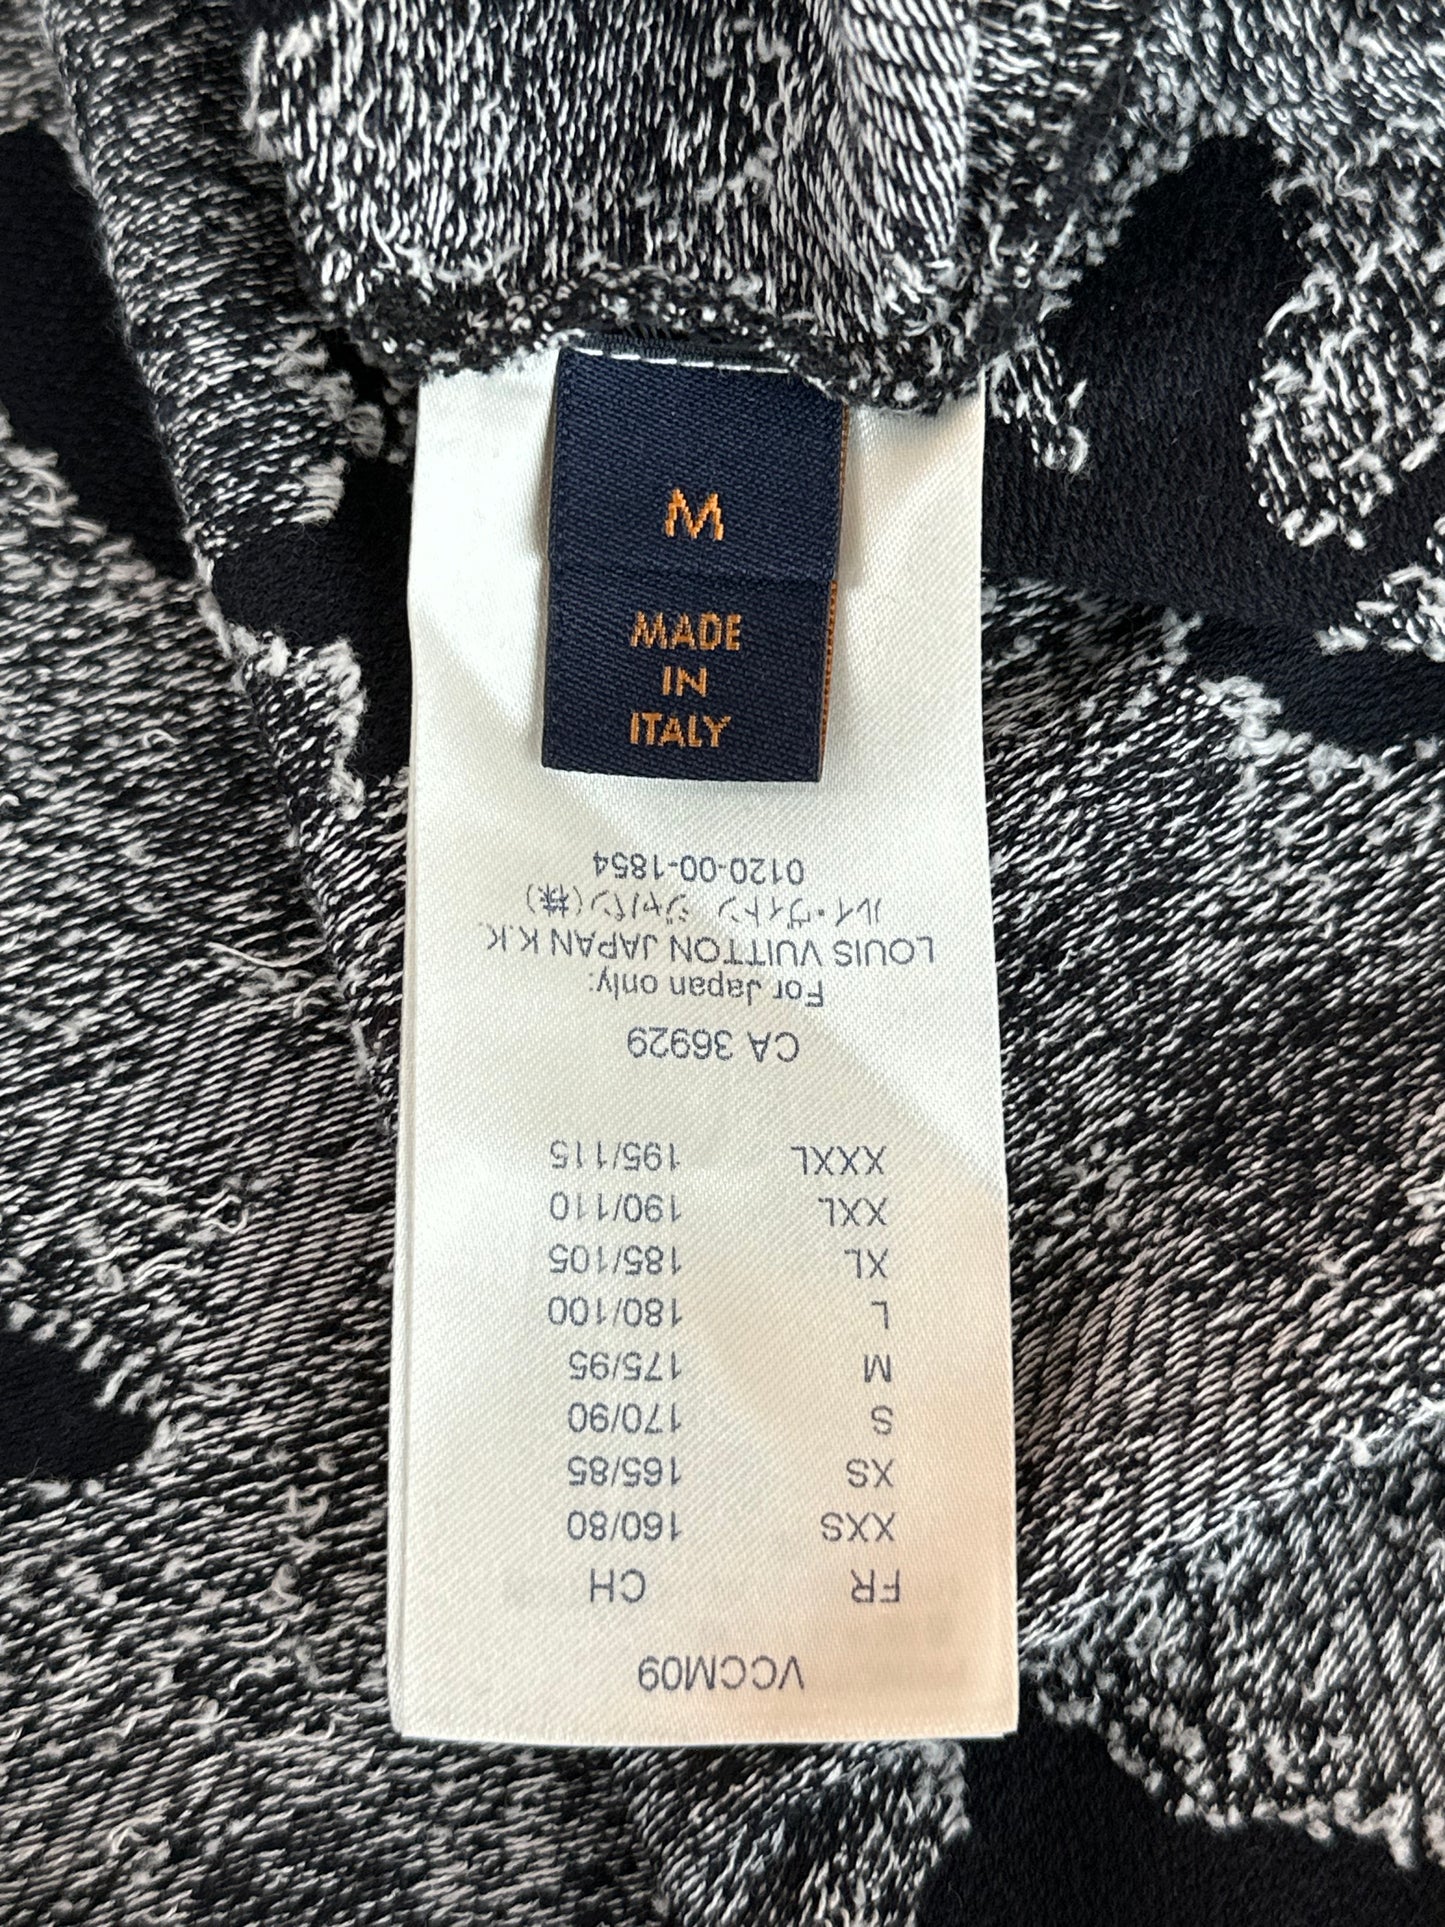 M
MADE
IN
ITALY
VCCM09
FR CH
XXS 160/80
XS 165/85
S 170/90
M 175/95
L 180/100
XL 185/105
XXL 190/110
XXXL 195/115
CA 36929
For Japan only:
LOUIS VUITTON JAPAN K.K.
ルイ・ヴィトン ジャパン(株)
0120-00-1854